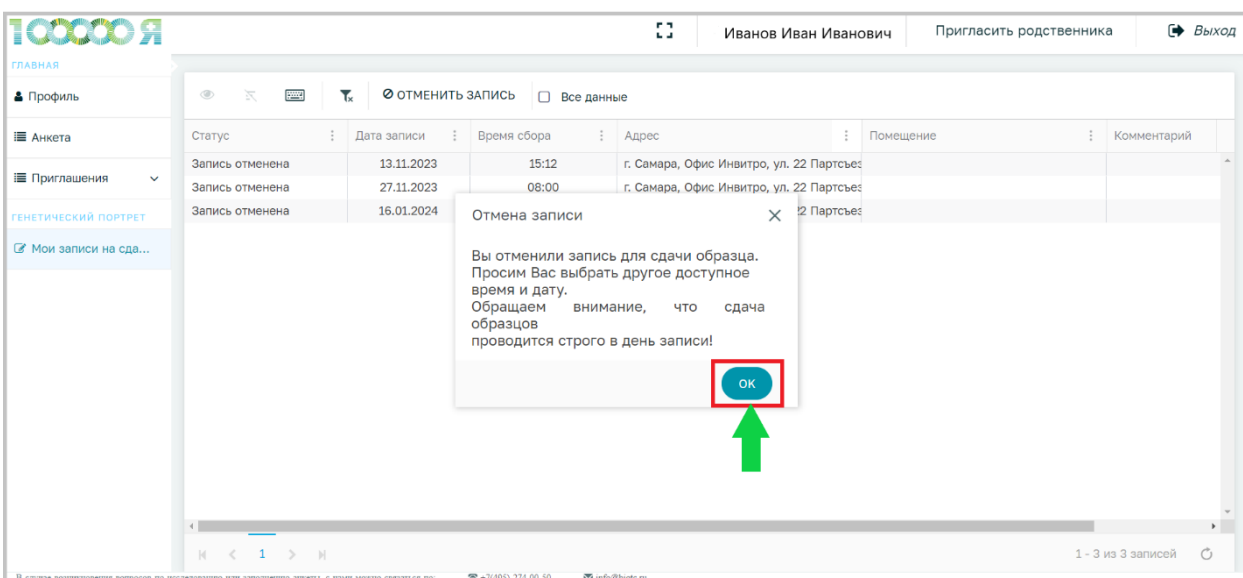 100000 Я
Иванов Иван Иванович
Пригласить родственника
Выход
ГЛАВНАЯ
Профиль
Анкета
Приглашения
ГЕНЕТИЧЕСКИЙ ПОРТРЕТ
Мои записи на сда...
ОТМЕНИТЬ ЗАПИСЬ
Все данные
Статус Дата записи Время сбора Адрес Помещение Комментарий
Запись отменена 13.11.2023 15:12 г. Самара, Офис Инвитро, ул. 22 Партсъез
Запись отменена 27.11.2023 08:00 г. Самара, Офис Инвитро, ул. 22 Партсъез
Запись отменена 16.01.2024 22 Партсъез
Отмена записи
Вы отменили запись для сдачи образца.
Просим Вас выбрать другое доступное
время и дату.
Обращаем внимание, что сдача
образцов
проводится строго в день записи!
ОК
1
1 - 3 из 3 записей